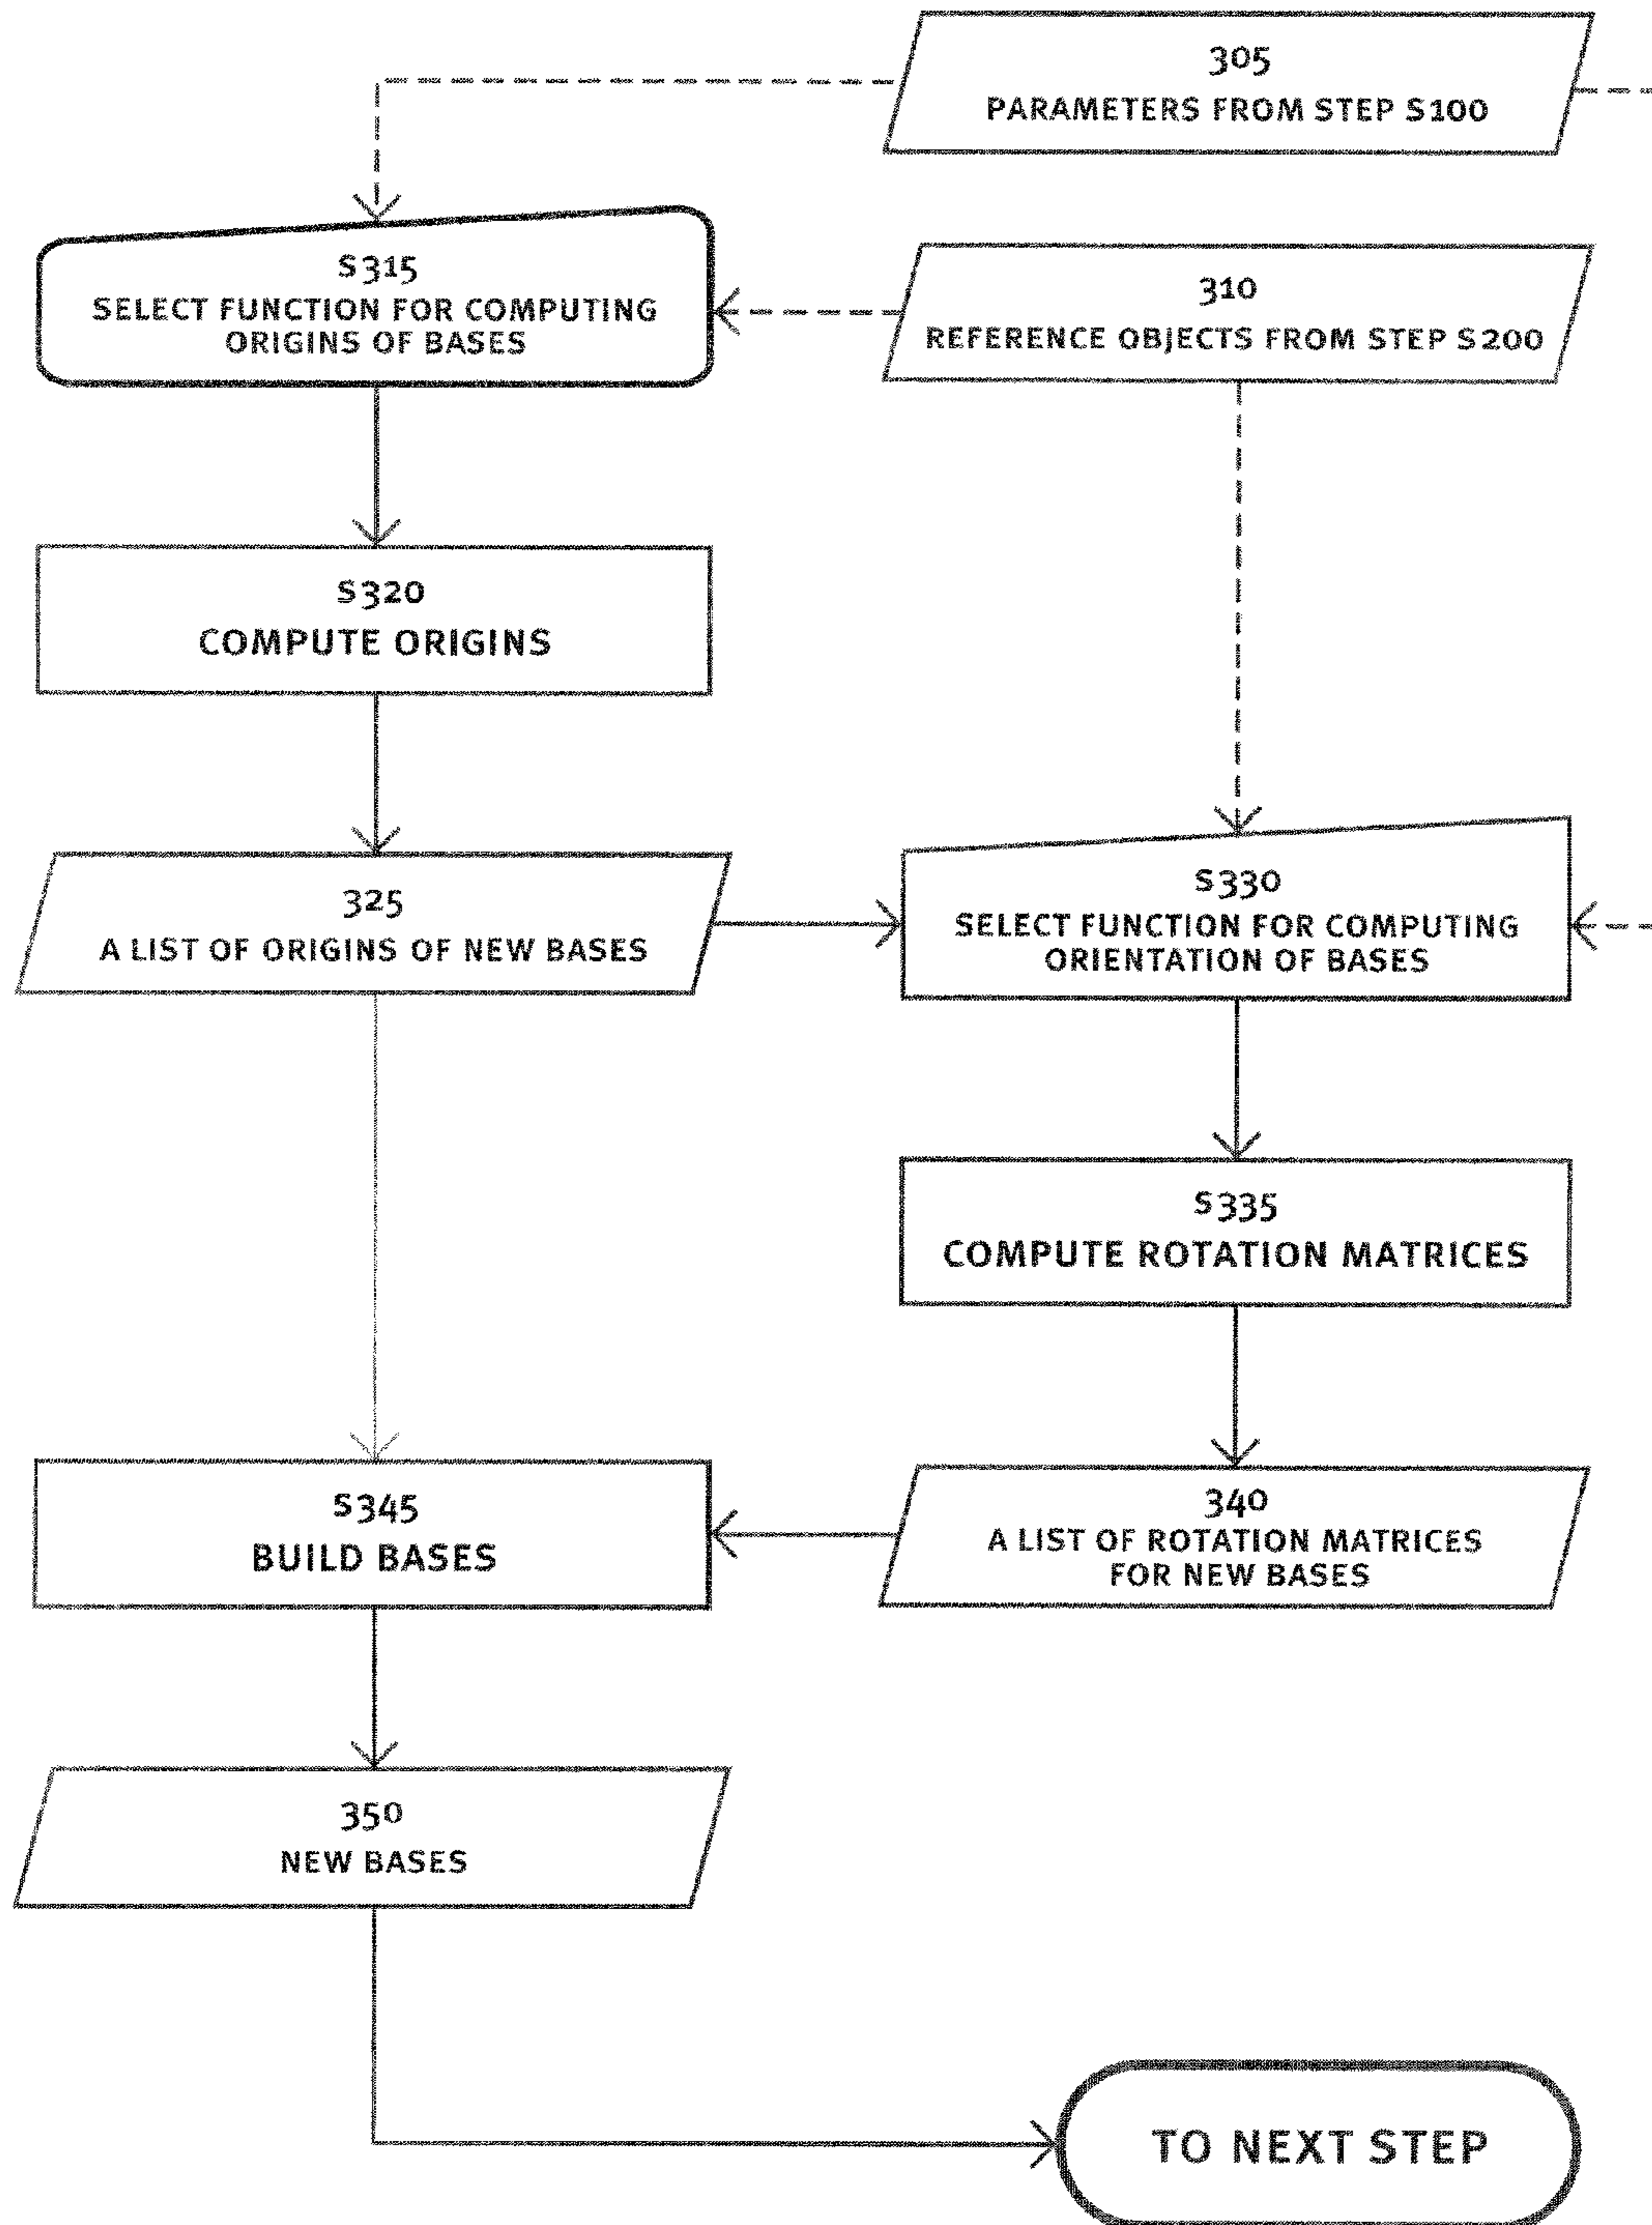 305
PARAMETERS FROM STEP S100
S315
SELECT FUNCTION FOR COMPUTING
ORIGINS OF BASES
310
REFERENCE OBJECTS FROM STEP S200
S320
COMPUTE ORIGINS
325
A LIST OF ORIGINS OF NEW BASES
S330
SELECT FUNCTION FOR COMPUTING
ORIENTATION OF BASES
S335
COMPUTE ROTATION MATRICES
340
A LIST OF ROTATION MATRICES
FOR NEW BASES
S345
BUILD BASES
350
NEW BASES
TO NEXT STEP